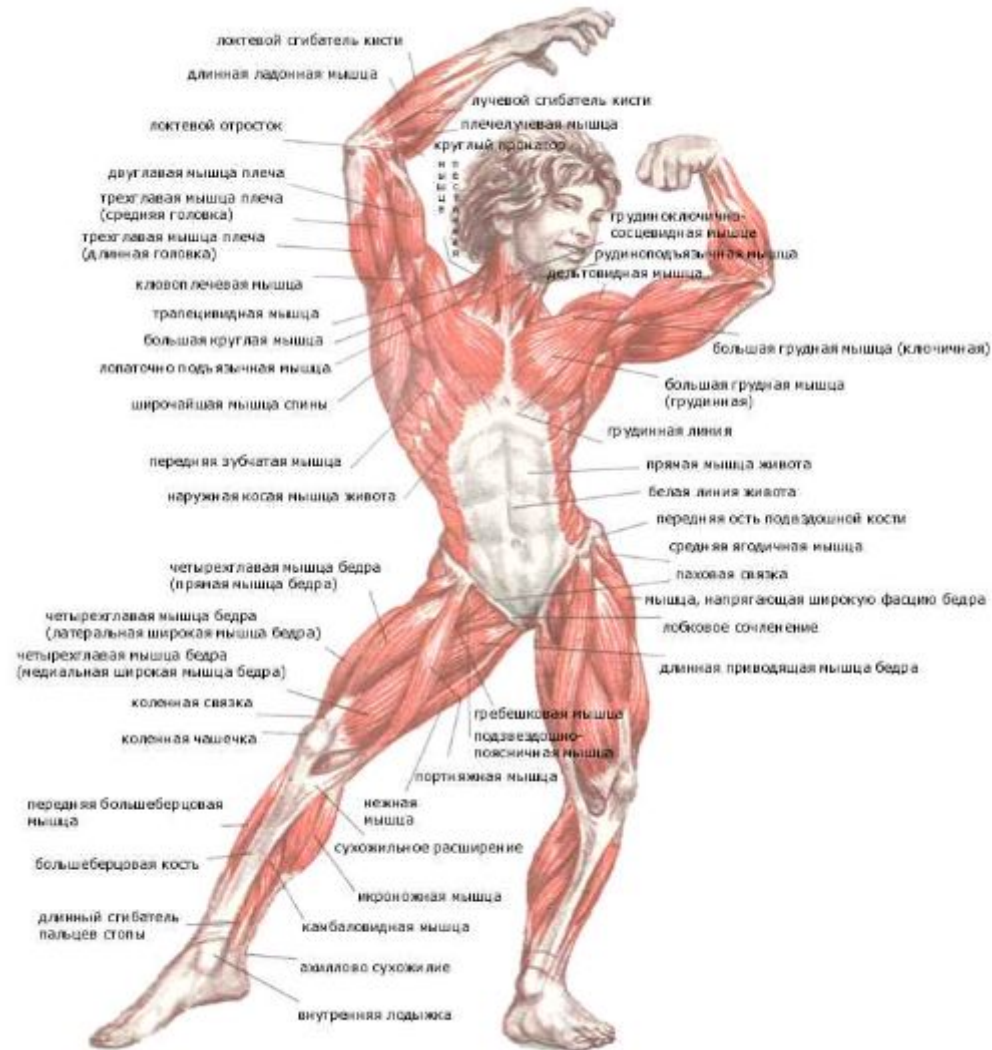 локтевой сгибатель кисти
длинная ладонная мышца
лучевой сгибатель кисти
плечелучевая мышца
локтевой отросток
круглый пронатор
двуглавая мышца плеча
трехглавая мышца плеча
(средняя головка)
трехглавая мышца плеча
(длинная головка)
клювоплечевая мышца
трапецивидная мышца
большая круглая мышца
лопаточно подъязычная мышца
широчайшая мышца спины
передняя зубчатая мышца
наружная косая мышца живота
мышца
грудиноключично-
сосцевидная мышца
рудиноподъязычная мышца
дельтовидная мышца
большая грудная мышца (ключичная)
большая грудная мышца
(грудинная)
грудинная линия
прямая мышца живота
белая линия живота
передняя ость подвздошной кости
средняя ягодичная мышца
паховая связка
мышца, напрягающая широкую фасцию бедра
лобковое сочленение
длинная приводящая мышца бедра
четырехглавая мышца бедра
(прямая мышца бедра)
четырехглавая мышца бедра
(латеральная широкая мышца бедра)
четырехглавая мышца бедра
(медиальная широкая мышца бедра)
коленная связка
коленная чашечка
гребешковая мышца
подзвездошно-
поясничная мышца
портняжная мышца
нежная
мышца
передняя большеберцовая
мышца
сухожильное расширение
большеберцовая кость
икроножная мышца
длинный сгибатель
пальцев стопы
камбаловидная мышца
ахиллово сухожилие
внутренняя лодыжка